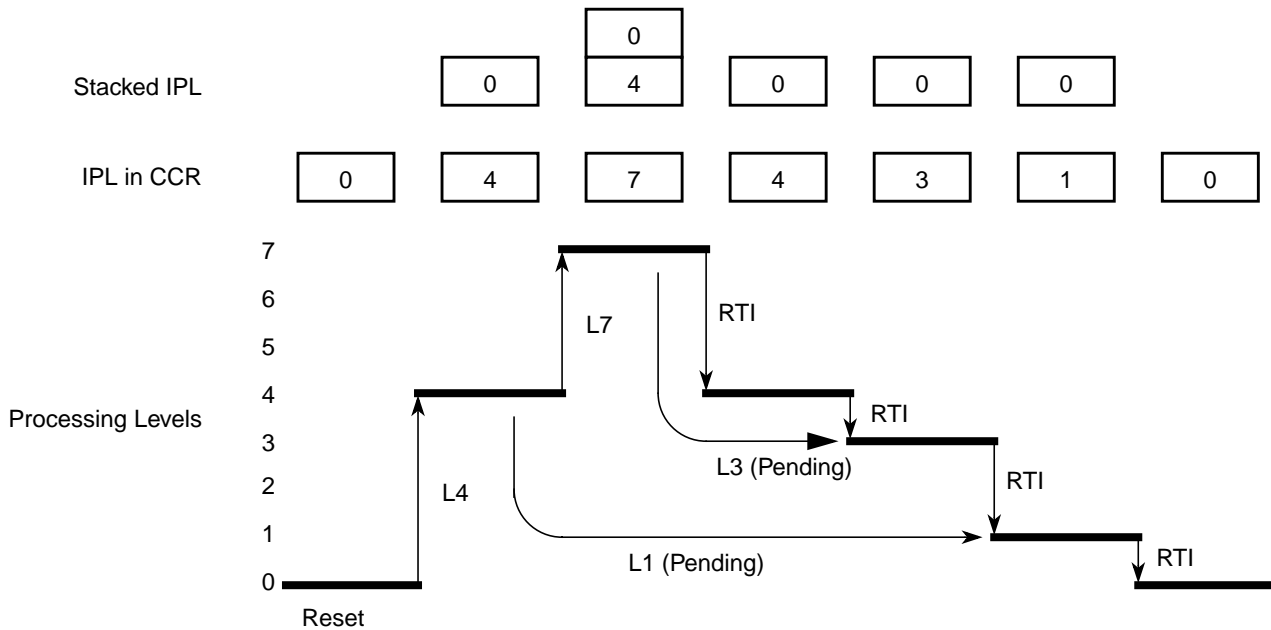 0
Stacked IPL 0 4 0 0 0
IPL in CCR 0 4 7 4 3 1 0
7
6
L7 RTI
5
4
Processing Levels RTI
3
L3 (Pending)
2 L4 RTI
1
L1 (Pending) RTI
0
Reset